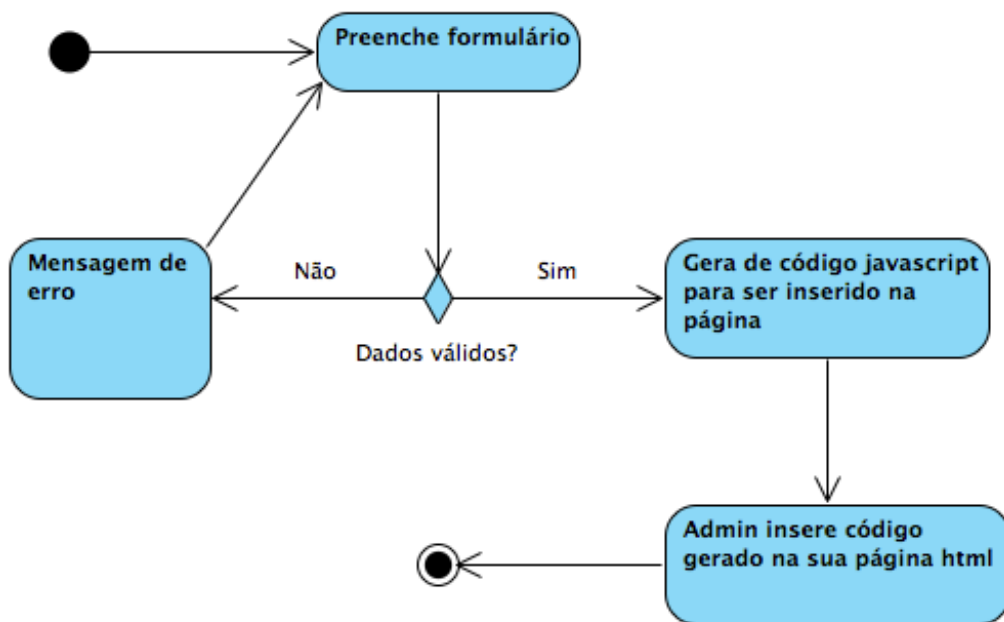 Preenche formulário
Mensagem de
erro
Não
Sim
Dados válidos?
Gera de código javascript
para ser inserido na
página
Admin insere código
gerado na sua página html